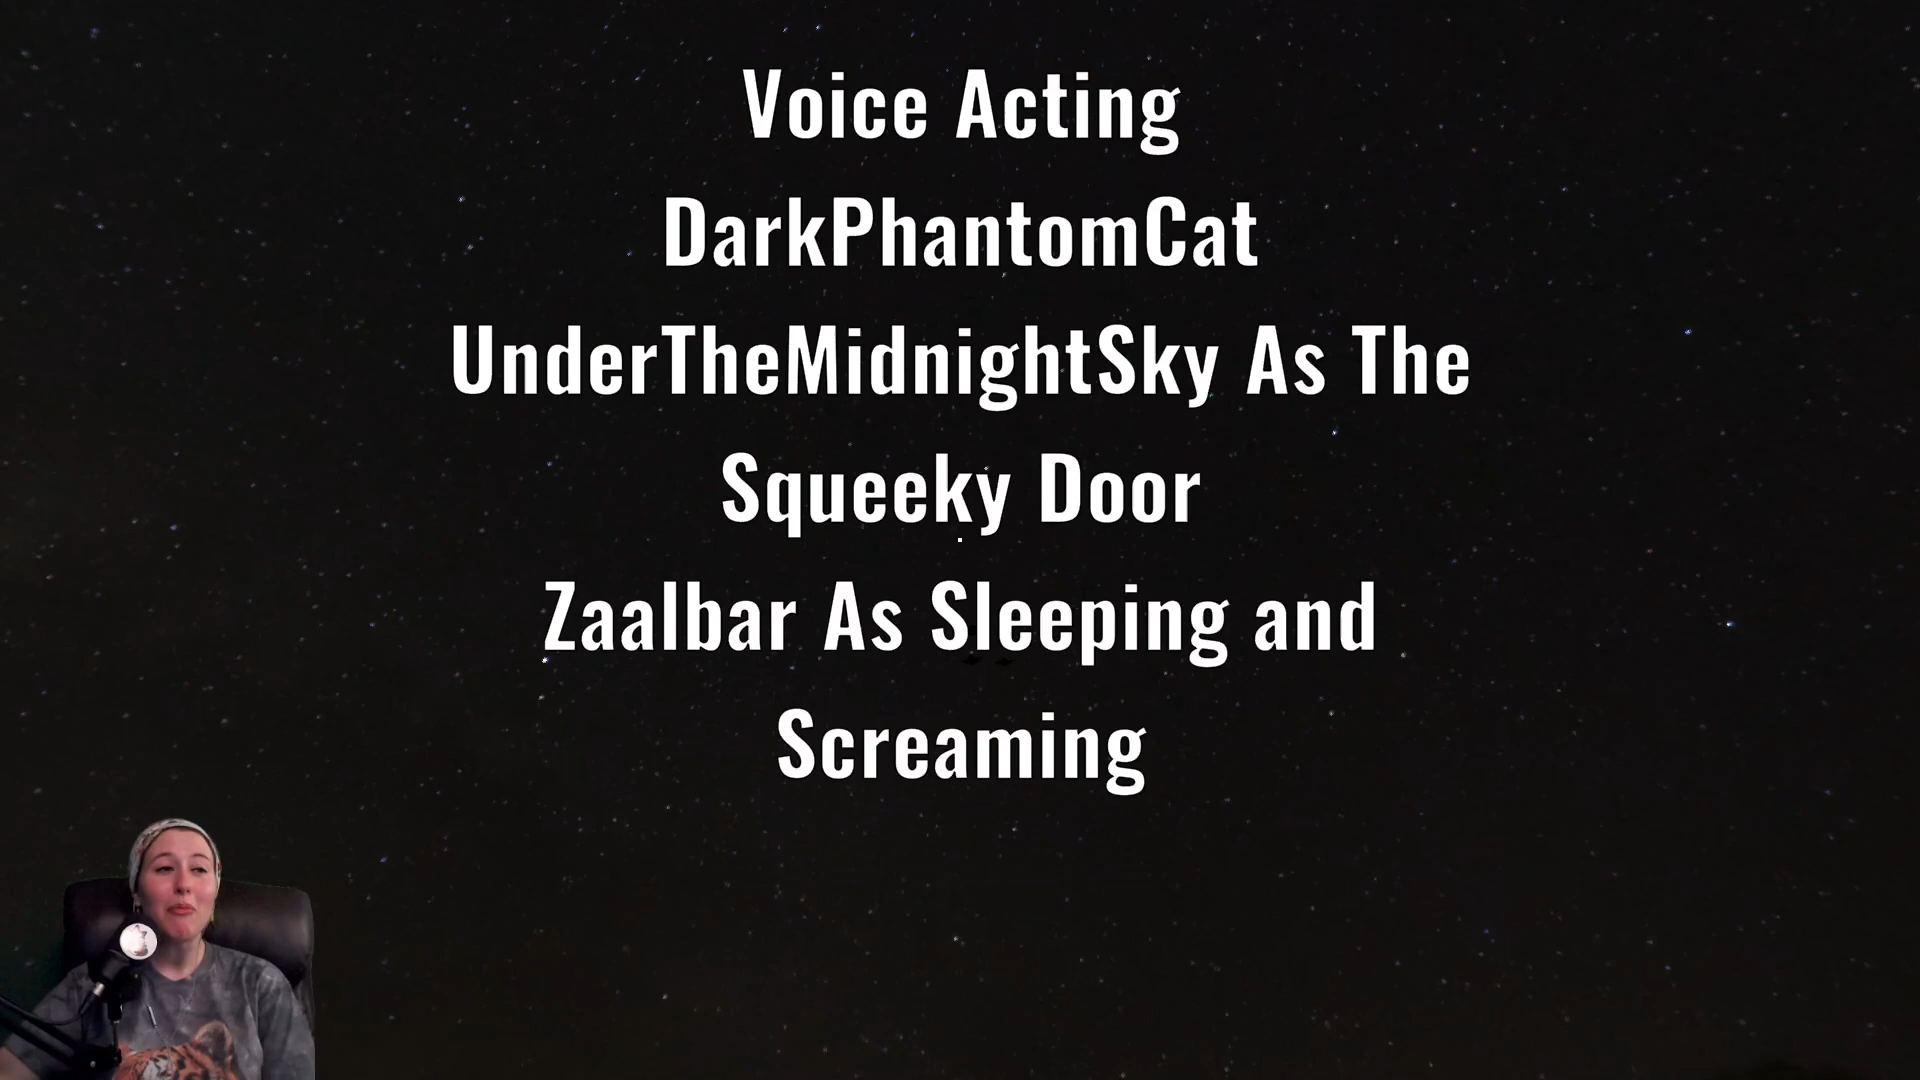 Voice Acting
DarkPhantomCat
UnderTheMidnightSky As The
Squeeky Door
Zaalbar As Sleeping and
Screaming